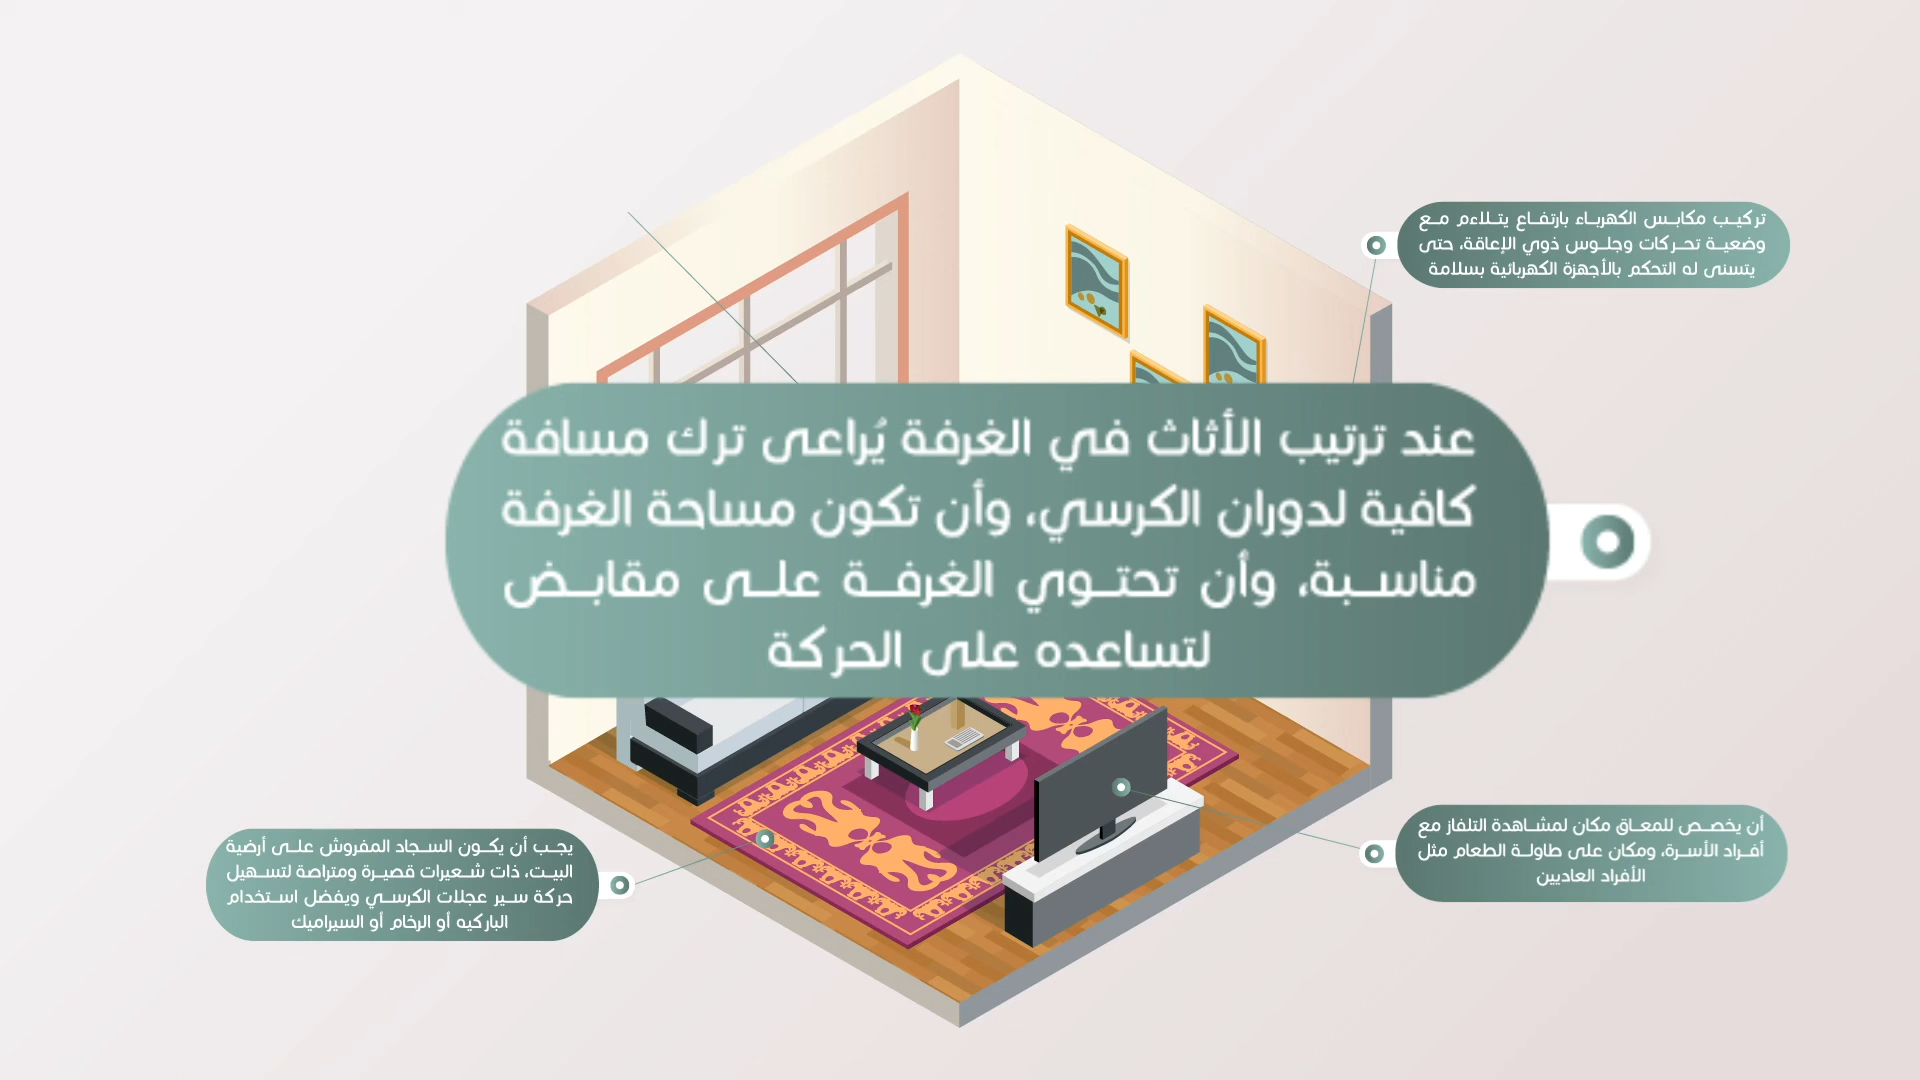 تركيب مكابس الكهرباء بارتفاع يتلاءم مع
وضعية تحركات وجلوس ذوي الإعاقة، حتى
يتسنى له التحكم بالأجهزة الكهربائية بسلامة
عند ترتيب الأثاث في الغرفة يُراعى ترك مسافة
كافية لدوران الكرسي، وأن تكون مساحة الغرفة
مناسبة، وأن تحتوي الغرفة على مقابض
لتساعده على الحركة
أن يخصص للمعاق مكان لمشاهدة التلفاز مع
أفراد الأسرة، ومكان على طاولة الطعام مثل
الأفراد العاديين
يجب أن يكون السجاد المفروش على أرضية
البيت، ذات شعيرات قصيرة ومتراصة لتسهيل
حركة سير عجلات الكرسي ويفضل استخدام
الباركيه أو الرخام أو السيراميك